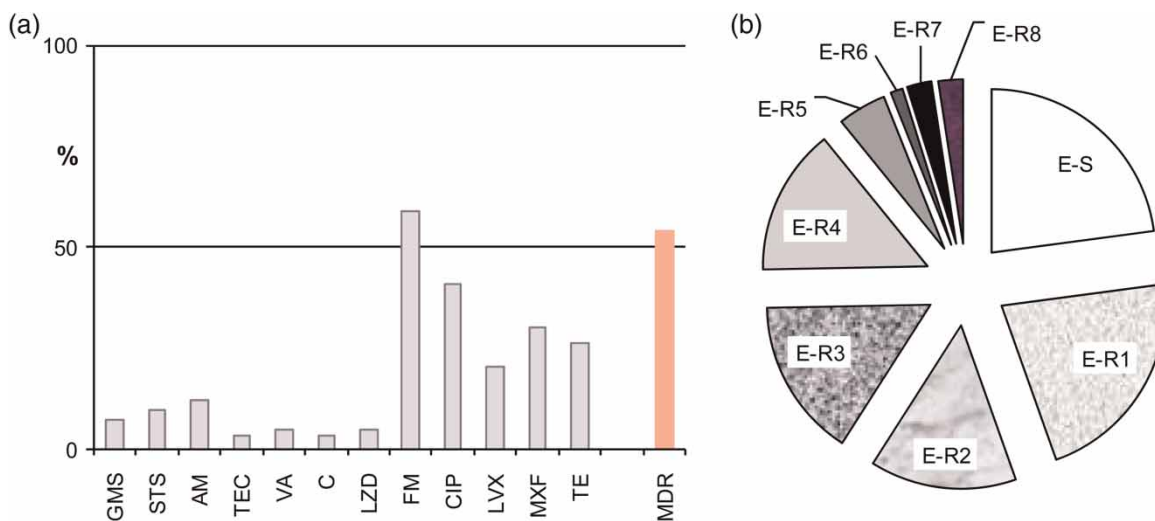 (a)
100
%
50
0
GMS
STS
AM
TEC
VA
C
LZD
FM
CIP
LVX
MXF
TE
MDR
(b)
E-R7
E-R6
E-R8
E-R5
E-S
E-R4
E-R3
E-R1
E-R2